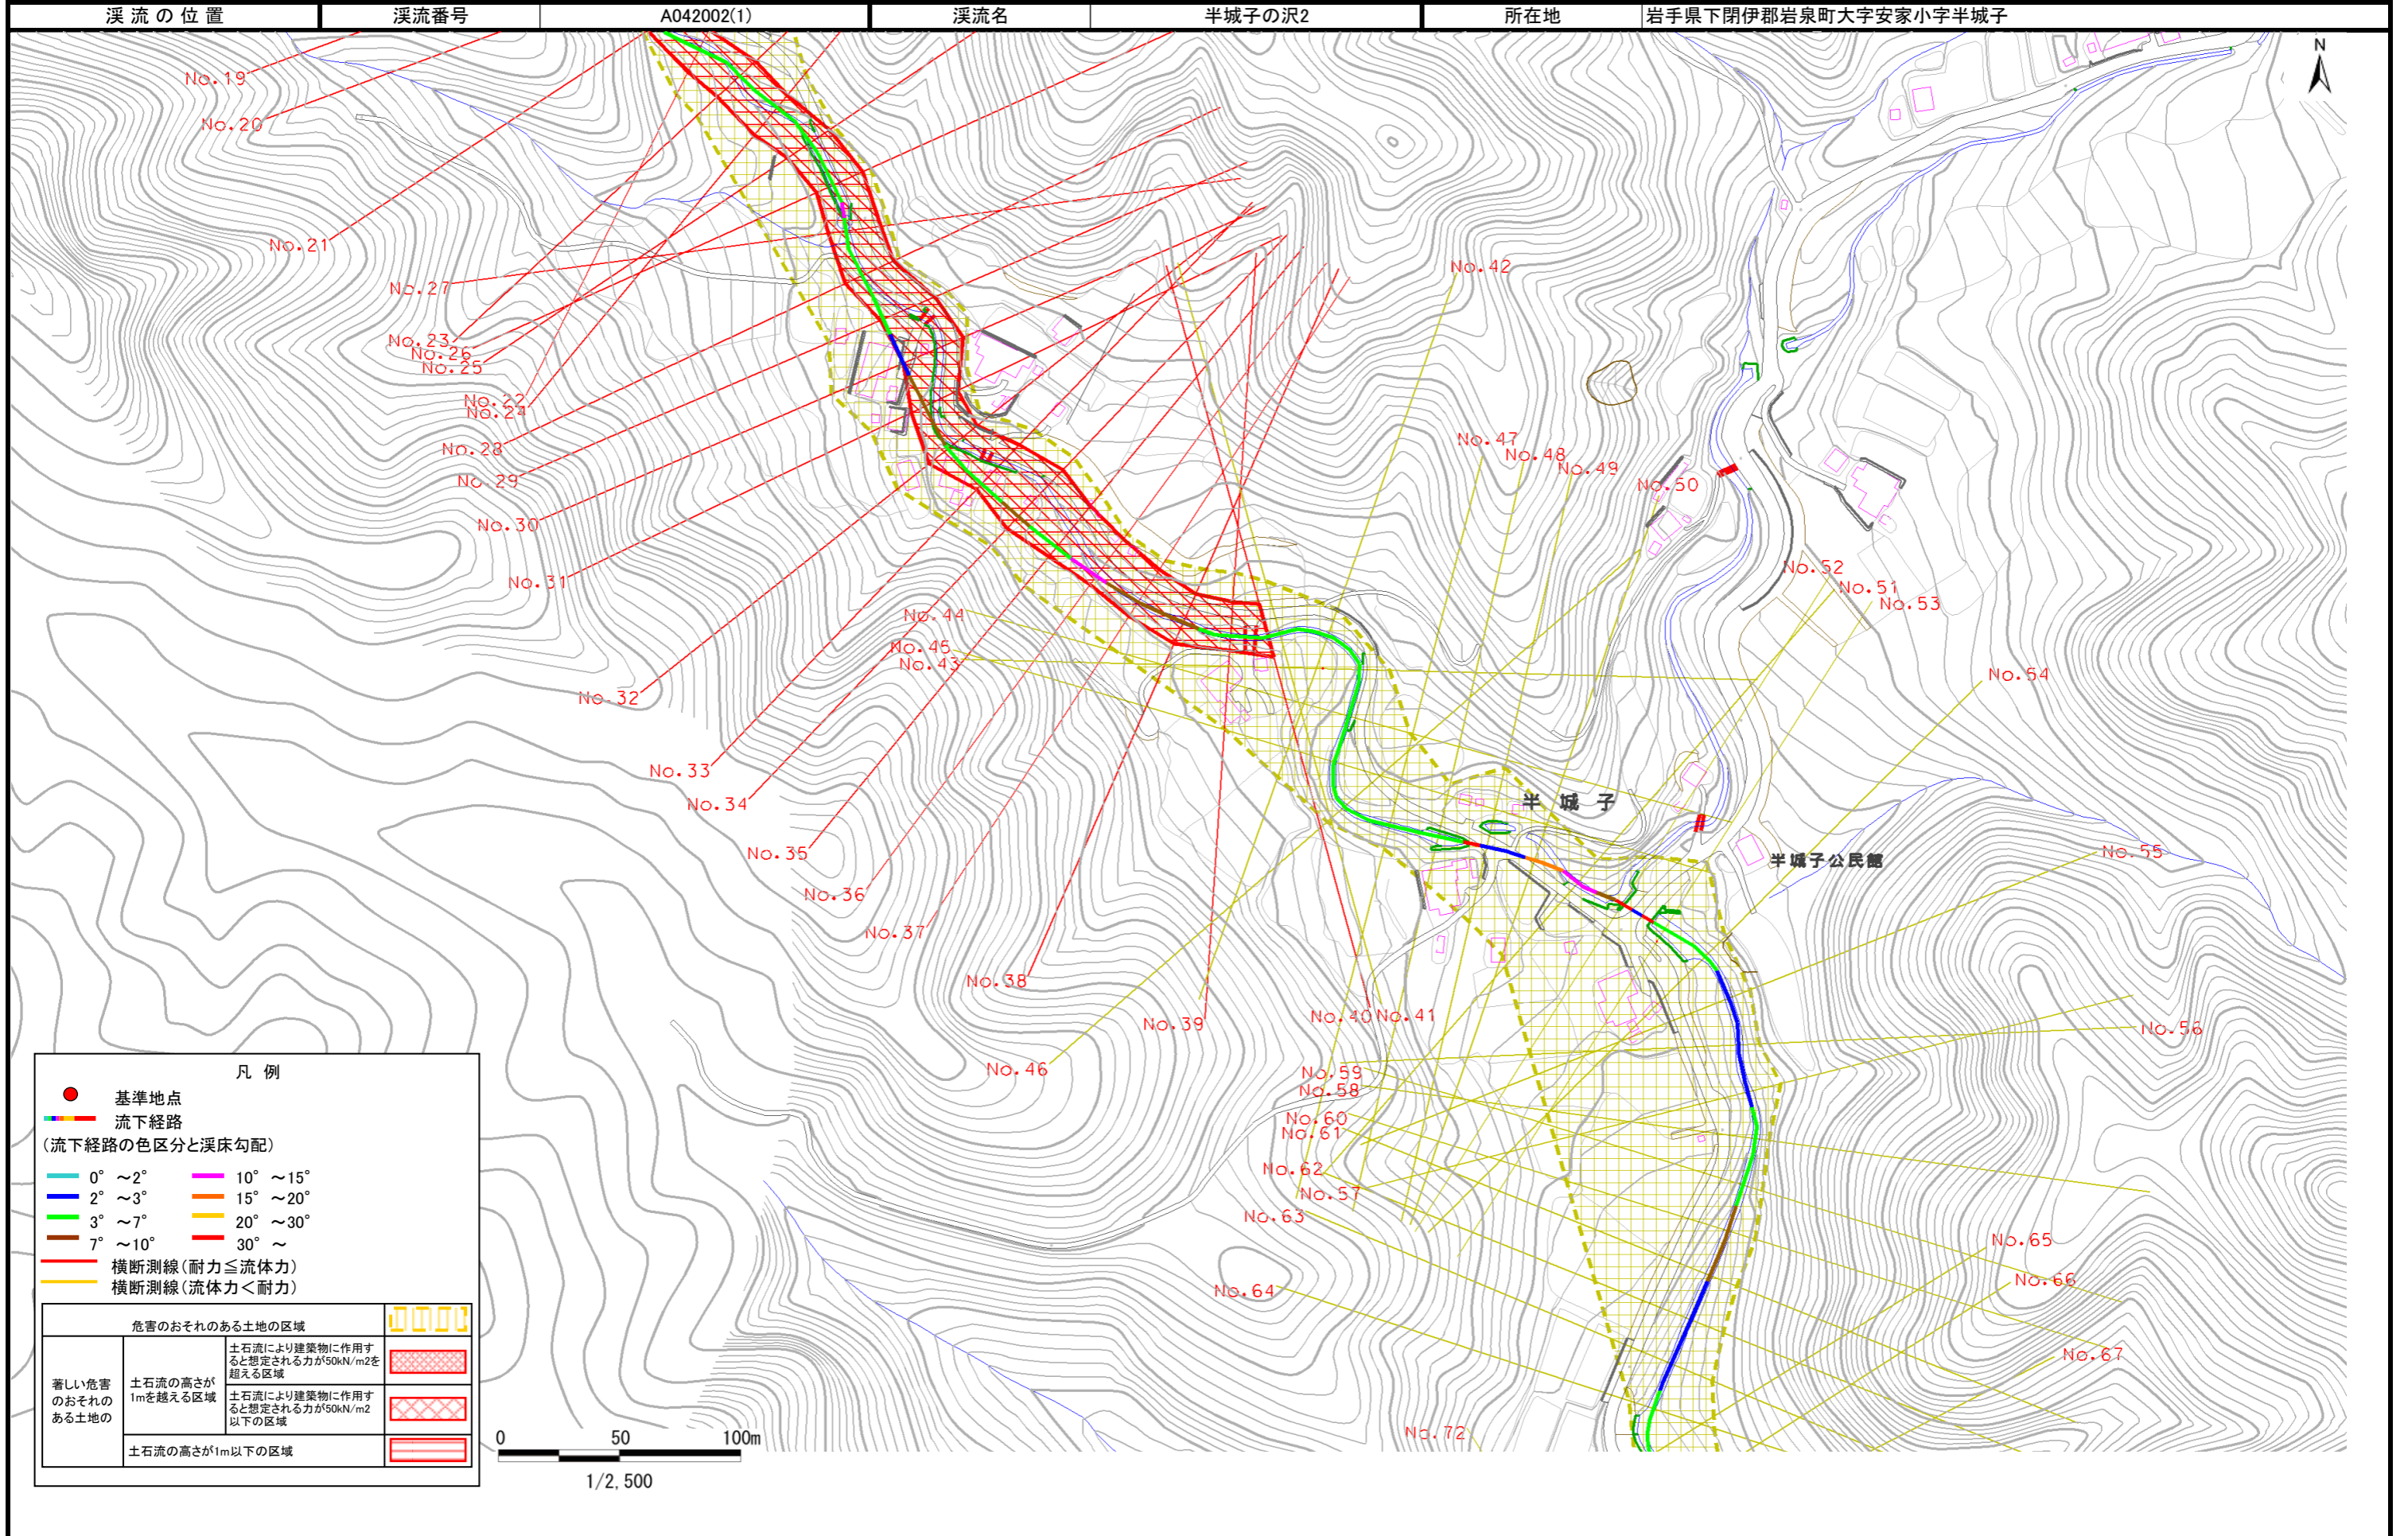 渓流の位置 渓流番号 A042002(1) 渓流名 半城子の沢2 所在地 岩手県下閉伊郡岩泉町大字安家小字半城子
N
No.19
No.20
No.21
No.27
No.23
No.26
No.25
No.22
No.24
No.28
No.29
No.30
No.31
No.32
No.33
No.34
No.35
No.36
No.37
No.38
No.39
No.40
No.41
No.42
No.44
No.45
No.43
No.46
No.47
No.48
No.49
No.50
No.52
No.51
No.53
No.54
半城子
半城子公民館
No.55
No.56
No.59
No.58
No.60
No.61
No.62
No.57
No.63
No.64
No.65
No.66
No.67
No.72
凡例
基準地点
流下経路
(流下経路の色区分と渓床勾配)
0° ~2° 10° ~15°
2° ~3° 15° ~20°
3° ~7° 20° ~30°
7° ~10° 30° ~
横断測線(耐力≦流体力)
横断測線(流体力<耐力)
危害のおそれのある土地の区域
著しい危害
のおそれの
ある土地の
土石流の高さが
1mを越える区域
土石流により建築物に作用す
ると想定される力が50kN/m2を
超える区域
土石流により建築物に作用す
ると想定される力が50kN/m2
以下の区域
土石流の高さが1m以下の区域
0 50 100m
1/2,500